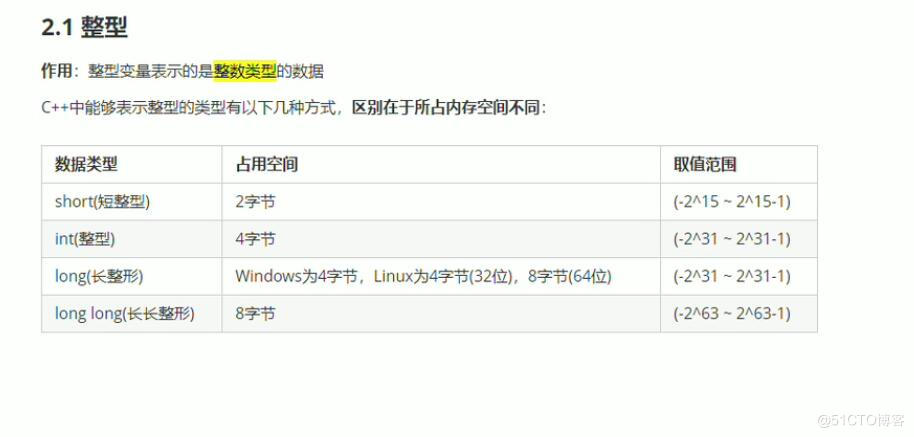 2.1 整型
作用：整型变量表示的是整数类型的数据
C++中能够表示整型的类型有以下几种方式，区别在于所占内存空间不同：
数据类型 占用空间 取值范围
short(短整型) 2字节 (-2^15 ~ 2^15-1)
int(整型) 4字节 (-2^31 ~ 2^31-1)
long(长整形) Windows为4字节，Linux为4字节(32位)，8字节(64位) (-2^31 ~ 2^31-1)
long long(长长整形) 8字节 (-2^63 ~ 2^63-1)
@51CTO博客